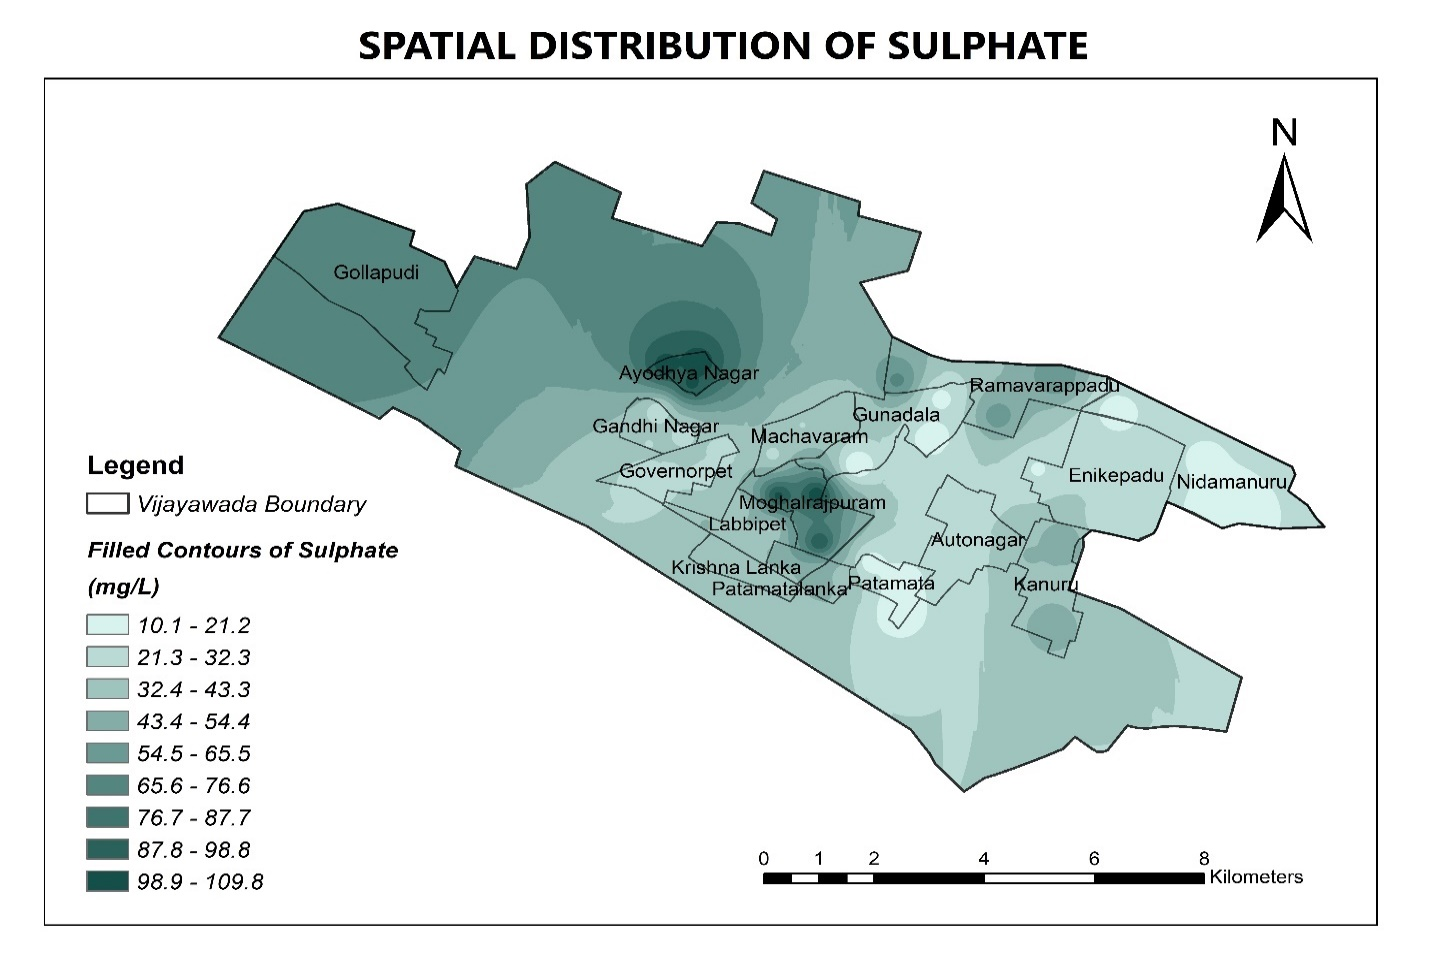 SPATIAL DISTRIBUTION OF SULPHATE
N
Gollapudi
Ayodhya Nagar
Ramavarappadu
Gunadala
Gandhi Nagar
Machavaram
Governorpet
Enikepadu
Nidamanuru
Moghalrajpuram
Labbipet
Autonagar
Krishna Lanka
Patamatalanka
Patamata
Kanuru
Legend
Vijayawada Boundary
Filled Contours of Sulphate
(mg/L)
10.1 - 21.2
21.3 - 32.3
32.4 - 43.3
43.4 - 54.4
54.5 - 65.5
65.6 - 76.6
76.7 - 87.7
87.8 - 98.8
98.9 - 109.8
0 1 2 4 6 8
Kilometers